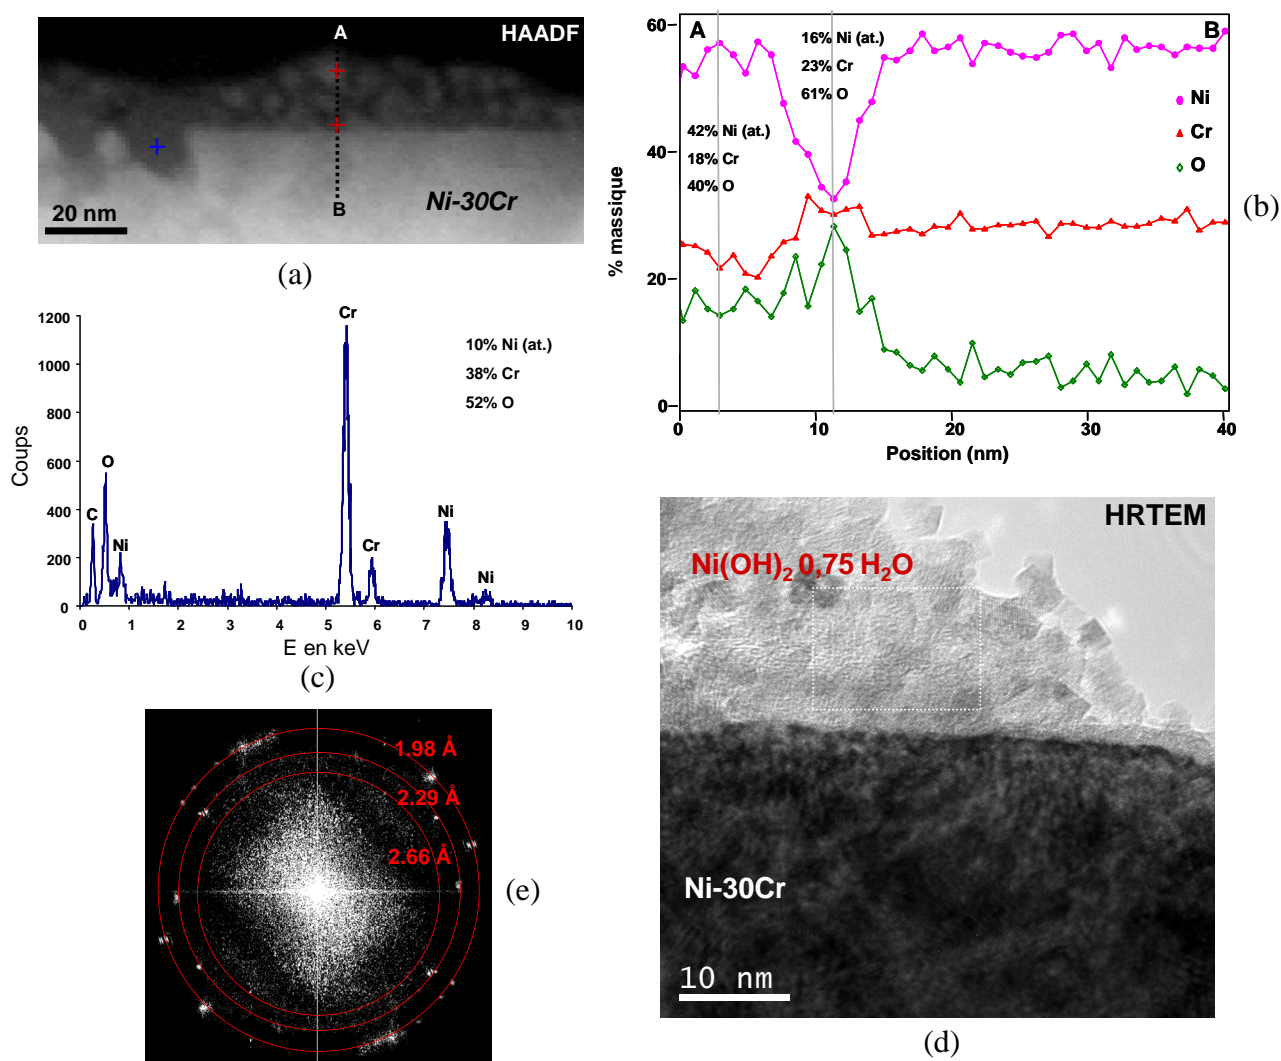 HAADF
A
B
Ni-30Cr
20 nm
(a)
60
40
20
0
% massique
A
B
16% Ni (at.)
23% Cr
61% O
42% Ni (at.)
18% Cr
40% O
Ni
Cr
O
0
10
20
30
40
Position (nm)
(b)
1200
1000
800
600
400
200
0
Coups
C
O
Ni
Cr
Cr
Ni
Ni
10% Ni (at.)
38% Cr
52% O
0
1
2
3
4
5
6
7
8
9
10
E en keV
(c)
HRTEM
Ni(OH)₂ 0,75 H₂O
Ni-30Cr
10 nm
(d)
1.98 Å
2.29 Å
2.66 Å
(e)